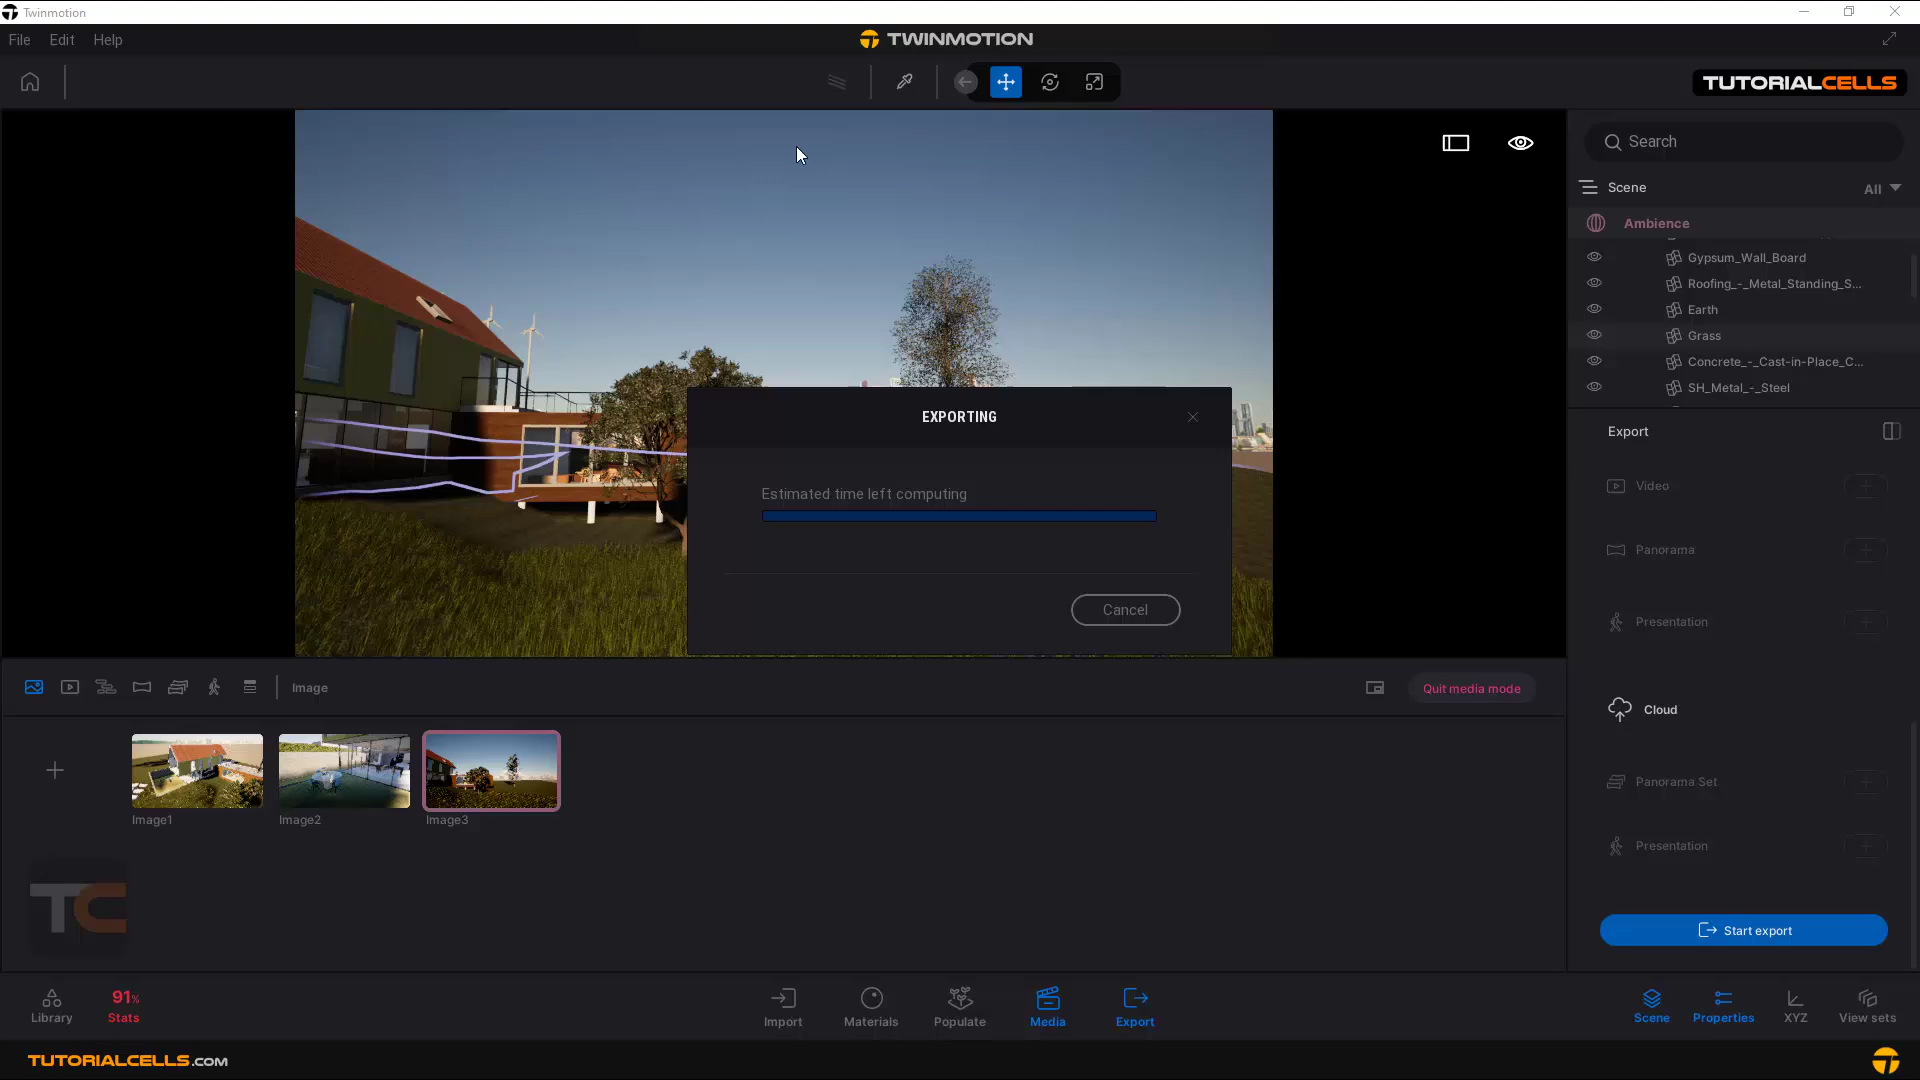 Twinmotion
File Edit Help
TWINMOTION
TUTORIALCELLS
Search
Scene
All
Ambience
Gypsum_Wall_Board
Roofing_-_Metal_Standing_S...
Earth
Grass
Concrete_-_Cast-in-Place_C...
SH_Metal_-_Steel
EXPORTING
Estimated time left computing
Cancel
Export
Video
Panorama
Presentation
Cloud
Panorama Set
Presentation
Start export
Image
Quit media mode
Image1
Image2
Image3
TC
Library
91%
Stats
Import
Materials
Populate
Media
Export
Scene
Properties
XYZ
View sets
TUTORIALCELLS.COM